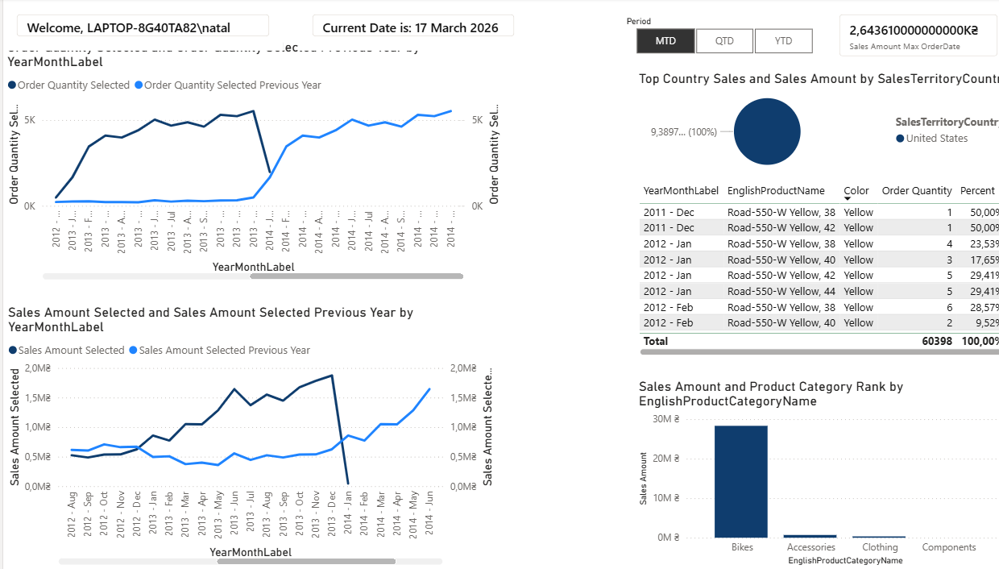 Welcome, LAPTOP-8G40TA82\natal
Current Date is: 17 March 2026
Period
MTD
QTD
YTD
2,643610000000000K₴
Sales Amount Max OrderDate
Order Quantity Selected and Order Quantity Selected Previous Year by
YearMonthLabel
Order Quantity Selected
Order Quantity Selected Previous Year
Order Quantity Sel...
5K
0K
5K
0K
Order Quantity Sel...
2012 - ...
2013 - J...
2013 - F...
2013 - ...
2013 - A...
2013 - ...
2013 - J...
2013 - Jul
2013 - A...
2013 - S...
2013 - ...
2013 - ...
2013 - ...
2014 - J...
2014 - F...
2014 - ...
2014 - A...
2014 - ...
2014 - J...
2014 - Jul
2014 - A...
2014 - S...
2014 - ...
2014 - ...
2014 - ...
YearMonthLabel
Top Country Sales and Sales Amount by SalesTerritoryCountr
9,3897... (100%)
SalesTerritoryCountry
United States
YearMonthLabel EnglishProductName Color Order Quantity Percent
2011 - Dec Road-550-W Yellow, 38 Yellow 1 50,00%
2011 - Dec Road-550-W Yellow, 42 Yellow 1 50,00%
2012 - Jan Road-550-W Yellow, 38 Yellow 4 23,53%
2012 - Jan Road-550-W Yellow, 40 Yellow 3 17,65%
2012 - Jan Road-550-W Yellow, 42 Yellow 5 29,41%
2012 - Jan Road-550-W Yellow, 44 Yellow 5 29,41%
2012 - Feb Road-550-W Yellow, 38 Yellow 6 28,57%
2012 - Feb Road-550-W Yellow, 40 Yellow 2 9,52%
Total 60398 100,00%
Sales Amount Selected and Sales Amount Selected Previous Year by
YearMonthLabel
Sales Amount Selected
Sales Amount Selected Previous Year
Sales Amount Selected
2,0M₴
1,5M₴
1,0M₴
0,5M₴
0,0M₴
2,0M₴
1,5M₴
1,0M₴
0,5M₴
0,0M₴
Sales Amount Selecte...
2012 - Aug
2012 - Sep
2012 - Oct
2012 - Nov
2012 - Dec
2013 - Jan
2013 - Feb
2013 - Mar
2013 - Apr
2013 - May
2013 - Jun
2013 - Jul
2013 - Aug
2013 - Sep
2013 - Oct
2013 - Nov
2013 - Dec
2014 - Jan
2014 - Feb
2014 - Mar
2014 - Apr
2014 - May
2014 - Jun
YearMonthLabel
Sales Amount and Product Category Rank by
EnglishProductCategoryName
Sales Amount
30M ₴
20M ₴
10M ₴
0M ₴
Bikes
Accessories
Clothing
Components
EnglishProductCategoryName